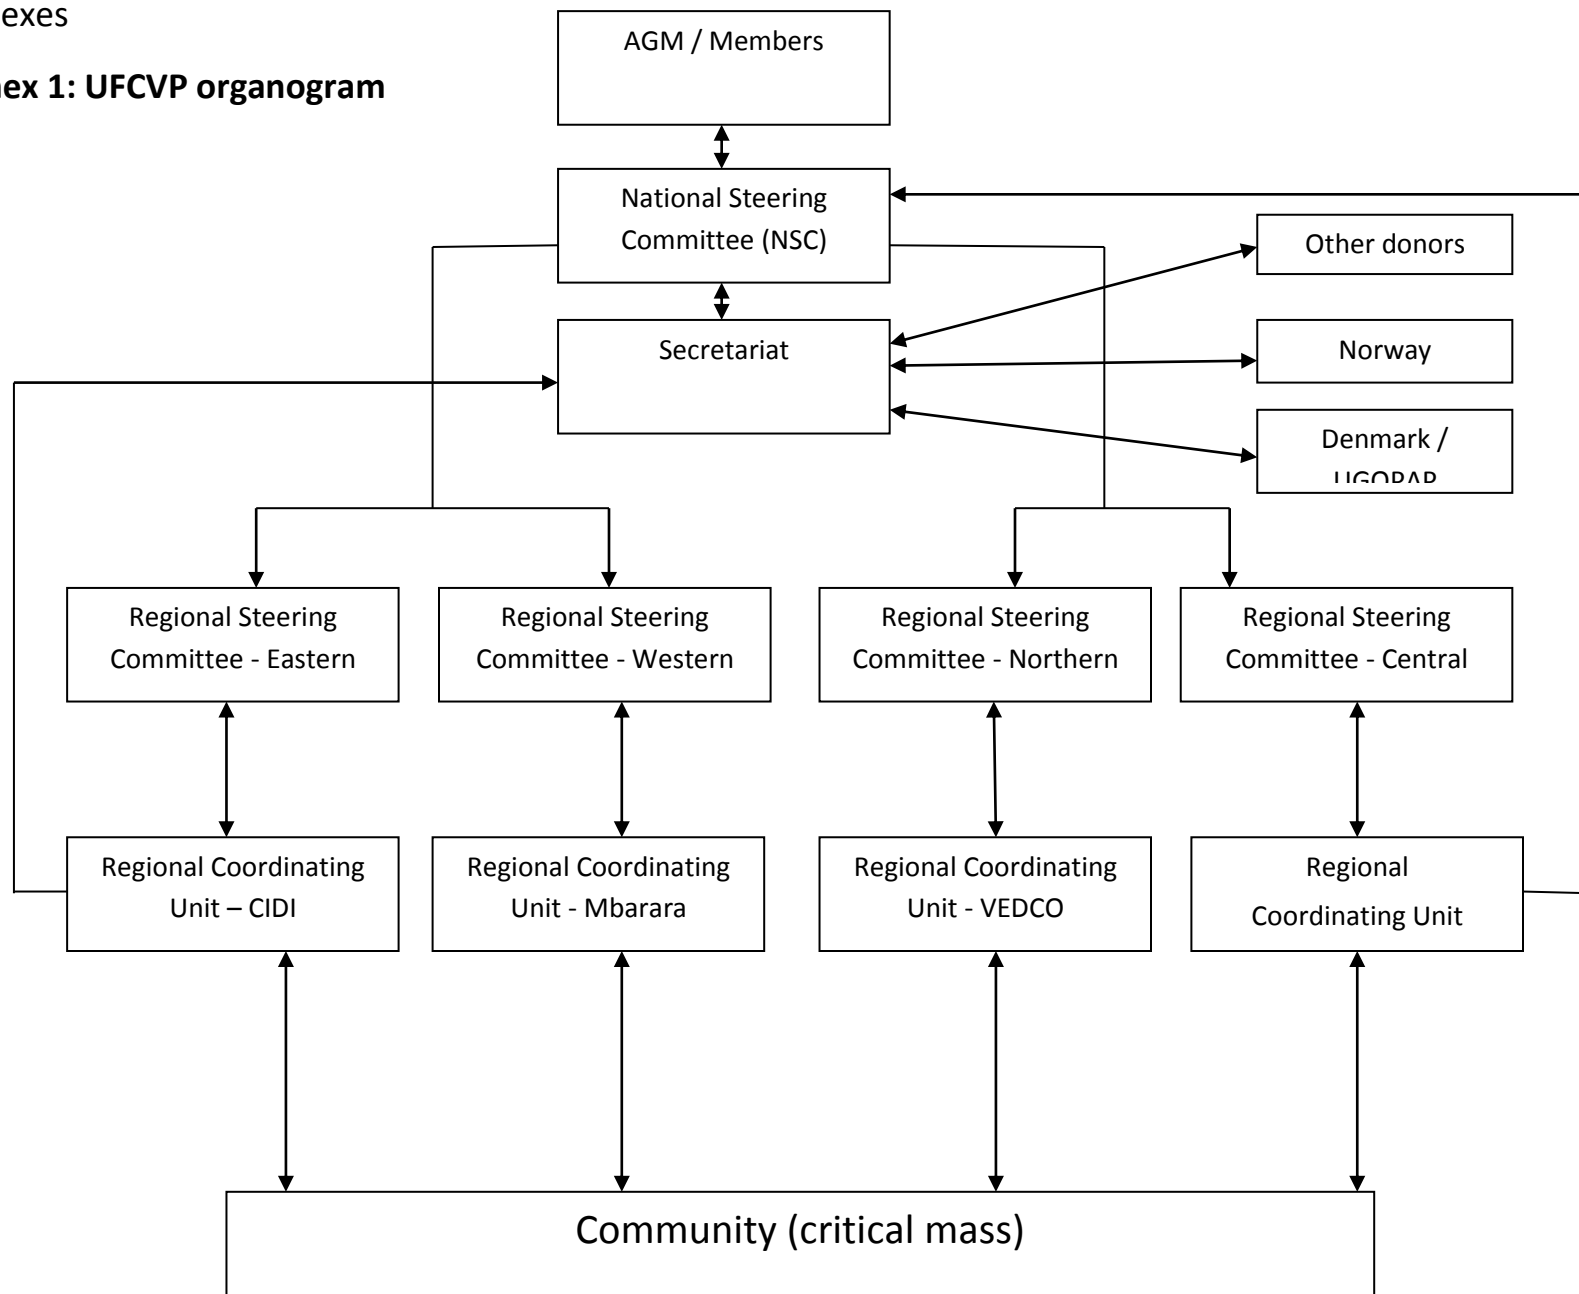 exes
ex 1: UFCVP organogram
AGM / Members
National Steering
Committee (NSC)
Other donors
Secretariat
Norway
Denmark /
Regional Steering
Committee - Eastern
Regional Steering
Committee - Western
Regional Steering
Committee - Northern
Regional Steering
Committee - Central
Regional Coordinating
Unit – CIDI
Regional Coordinating
Unit - Mbarara
Regional Coordinating
Unit - VEDCO
Regional
Coordinating Unit
Community (critical mass)